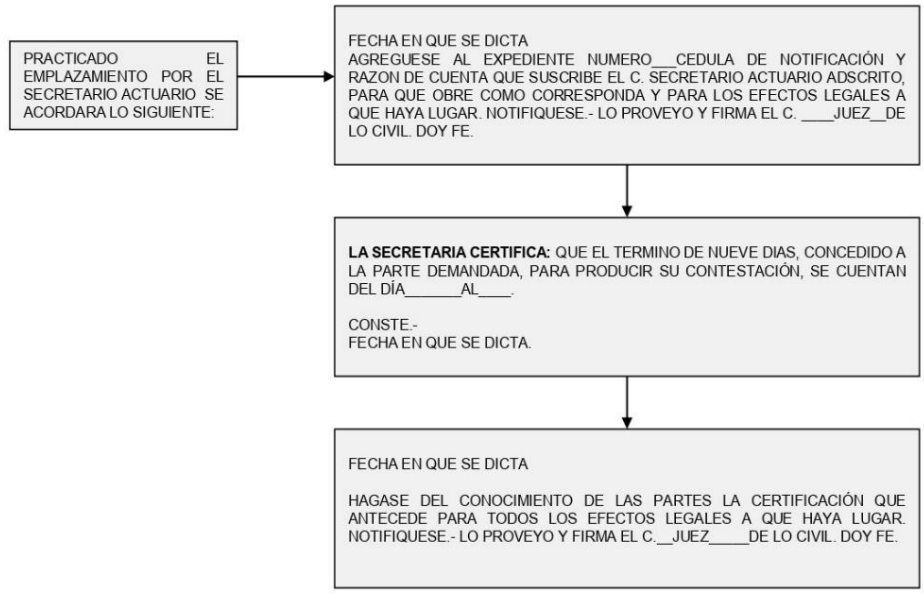 PRACTICADO EL
EMPLAZAMIENTO POR EL
SECRETARIO ACTUARIO SE
ACORDARA LO SIGUIENTE:
FECHA EN QUE SE DICTA
AGREGUESE AL EXPEDIENTE NUMERO___CEDULA DE NOTIFICACIÓN Y
RAZON DE CUENTA QUE SUSCRIBE EL C. SECRETARIO ACTUARIO ADSCRITO,
PARA QUE OBRE COMO CORRESPONDA Y PARA LOS EFECTOS LEGALES A
QUE HAYA LUGAR. NOTIFIQUESE.- LO PROVEYO Y FIRMA EL C. ____JUEZ__DE
LO CIVIL. DOY FE.
LA SECRETARIA CERTIFICA: QUE EL TERMINO DE NUEVE DIAS, CONCEDIDO A
LA PARTE DEMANDADA, PARA PRODUCIR SU CONTESTACIÓN, SE CUENTAN
DEL DÍA_______AL____.
CONSTE.-
FECHA EN QUE SE DICTA.
FECHA EN QUE SE DICTA
HAGASE DEL CONOCIMIENTO DE LAS PARTES LA CERTIFICACIÓN QUE
ANTECEDE PARA TODOS LOS EFECTOS LEGALES A QUE HAYA LUGAR.
NOTIFIQUESE.- LO PROVEYO Y FIRMA EL C.__JUEZ_____DE LO CIVIL. DOY FE.